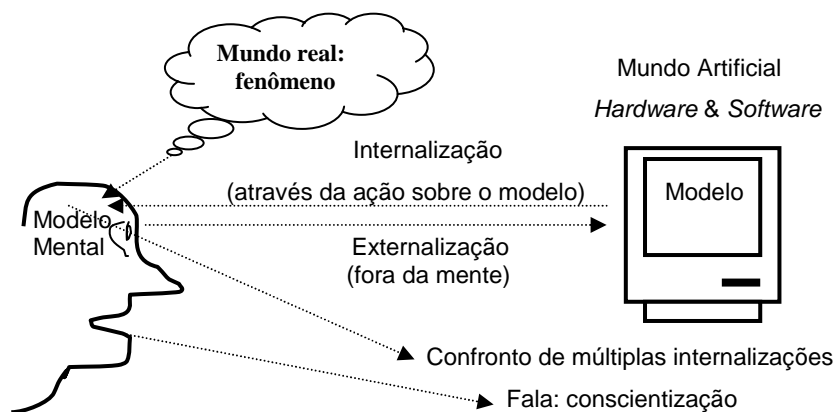 Mundo real:
fenômeno
Mundo Artificial
Hardware & Software
Internalização
(através da ação sobre o modelo)
Modelo
Modelo
Mental
Externalização
(fora da mente)
Confronto de múltiplas internalizações
Fala: conscientização